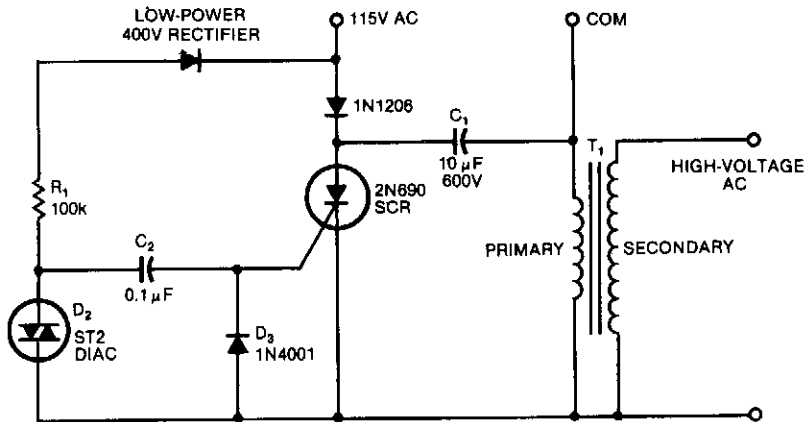 LOW-POWER
400V RECTIFIER
115V AC
COM
1N1206
C₁
10 μF
600V
T₁
HIGH-VOLTAGE
AC
R₁
100k
2N690
SCR
PRIMARY
SECONDARY
C₂
0.1 μF
D₂
ST2
DIAC
D₃
1N4001